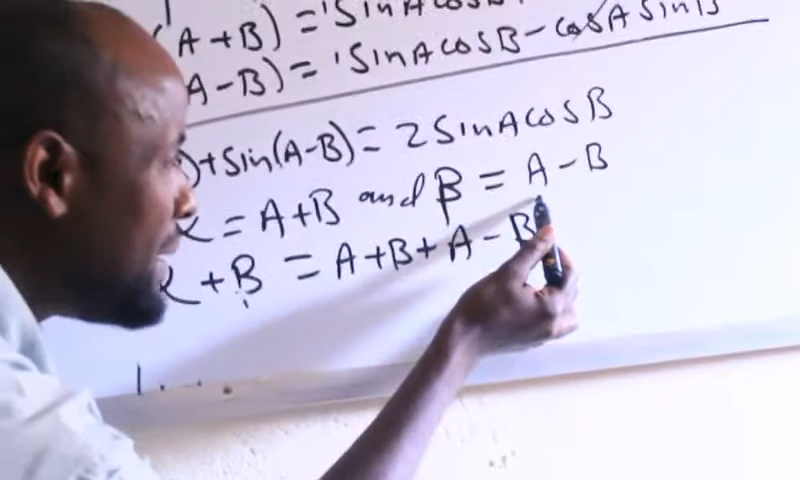 A+B) = SinAcosB
A-B) = SinAcosB-cosASinB
)+Sin(A-B)= 2SinAcosB
α = A+B and β = A-B
α+β = A+B+A-B